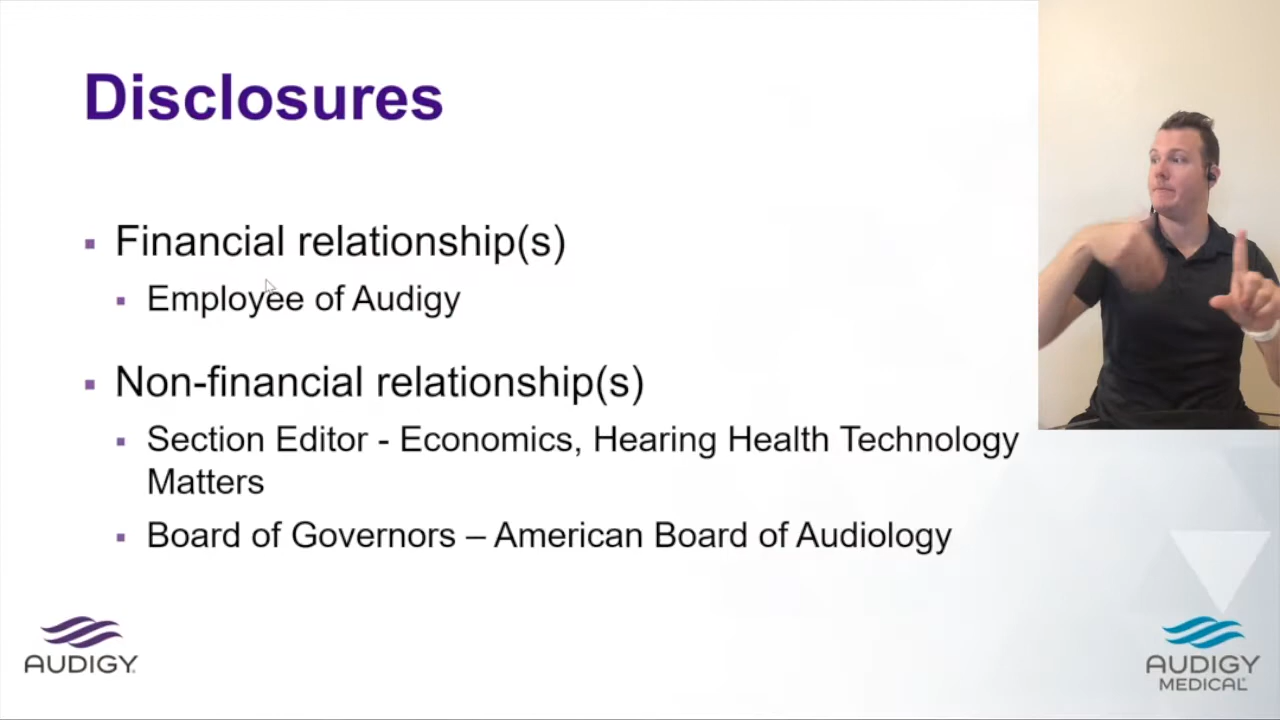 Disclosures
▪ Financial relationship(s)
▪ Employee of Audigy
▪ Non-financial relationship(s)
▪ Section Editor - Economics, Hearing Health Technology
Matters
▪ Board of Governors – American Board of Audiology
AUDIGY
AUDIGY
MEDICAL